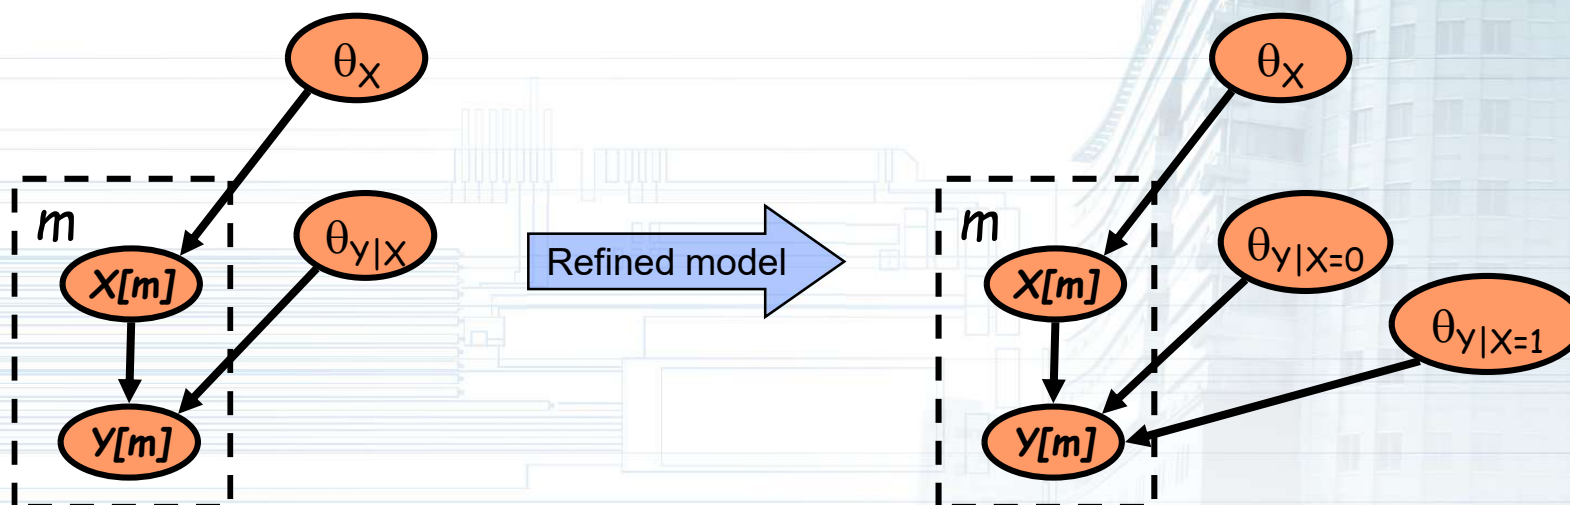 θX
m
X[m]
θY|X
Y[m]
Refined model
θX
m
X[m]
θY|X=0
θY|X=1
Y[m]